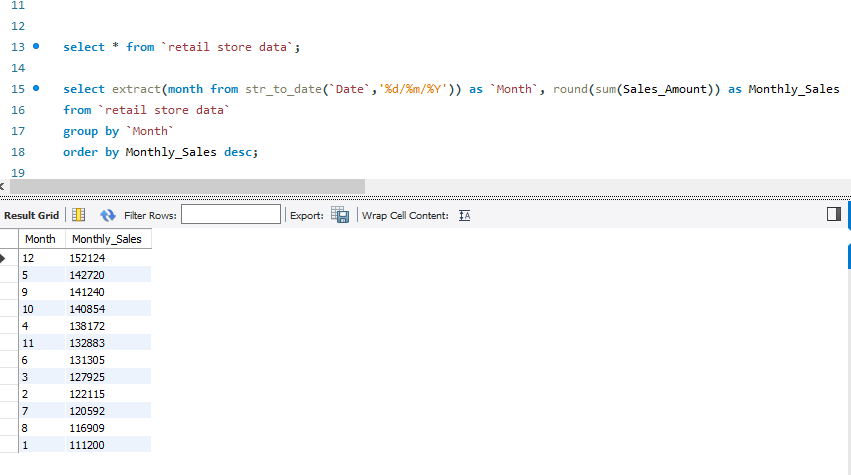 11
12
13 select * from `retail store data`;
14
15 select extract(month from str_to_date(`Date`,'%d/%m/%Y')) as `Month`, round(sum(Sales_Amount)) as Monthly_Sales
16 from `retail store data`
17 group by `Month`
18 order by Monthly_Sales desc;
19
Result Grid Filter Rows: Export: Wrap Cell Content:
Month Monthly_Sales
12 152124
5 142720
9 141240
10 140854
4 138172
11 132883
6 131305
3 127925
2 122115
7 120592
8 116909
1 111200